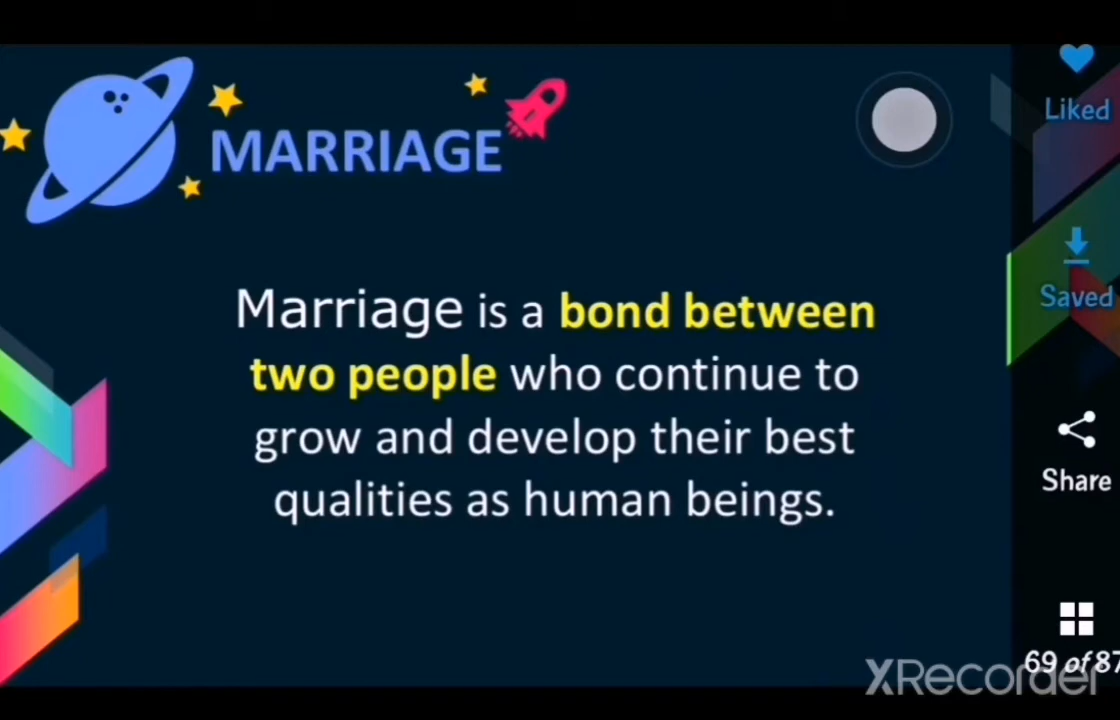 MARRIAGE
Marriage is a bond between
two people who continue to
grow and develop their best
qualities as human beings.
Liked
Saved
Share
69 of 87
XRecorder